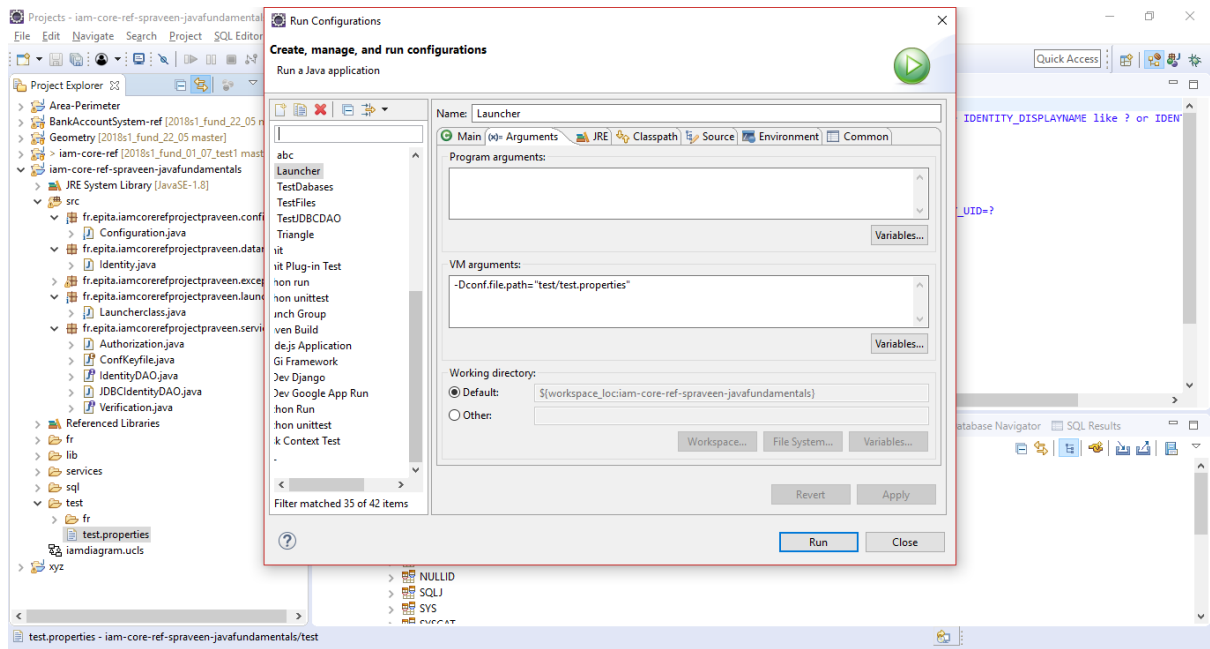 Projects - iam-core-ref-spraveen-javafundamental
File Edit Navigate Search Project SQL Editor
Quick Access
Project Explorer
Area-Perimeter
BankAccountSystem-ref [2018s1_fund_22_05 n
Geometry [2018s1_fund_22_05 master]
> iam-core-ref [2018s1_fund_01_07_test1 mast
iam-core-ref-spraveen-javafundamentals
JRE System Library [JavaSE-1.8]
src
fr.epita.iamcorerefprojectpraveen.confi
Configuration.java
fr.epita.iamcorerefprojectpraveen.datar
Identity.java
fr.epita.iamcorerefprojectpraveen.excep
fr.epita.iamcorerefprojectpraveen.launc
Launcherclass.java
fr.epita.iamcorerefprojectpraveen.servi
Authorization.java
ConfKeyfile.java
IdentityDAO.java
JDBCIdentityDAO.java
Verification.java
Referenced Libraries
fr
lib
services
sql
test
fr
test.properties
iamdiagram.ucls
xyz
Run Configurations
Create, manage, and run configurations
Run a Java application
abc
Launcher
TestDabases
TestFiles
TestJDBCDAO
Triangle
nit
nit Plug-in Test
hon run
hon unittest
unch Group
ven Build
de.js Application
Gi Framework
Dev Django
Dev Google App Run
thon Run
thon unittest
k Context Test
Filter matched 35 of 42 items
Name: Launcher
Main (x)= Arguments JRE Classpath Source Environment Common
Program arguments:
Variables...
VM arguments:
-Dconf.file.path="test/test.properties"
Variables...
Working directory:
Default: ${workspace_loc:iam-core-ref-spraveen-javafundamentals}
Other:
Workspace... File System... Variables...
Revert Apply
Run Close
IDENTITY_DISPLAYNAME like ? or IDENT
_UID=?
atabase Navigator SQL Results
NULLID
SQLJ
SYS
SYSCAT
test.properties - iam-core-ref-spraveen-javafundamentals/test